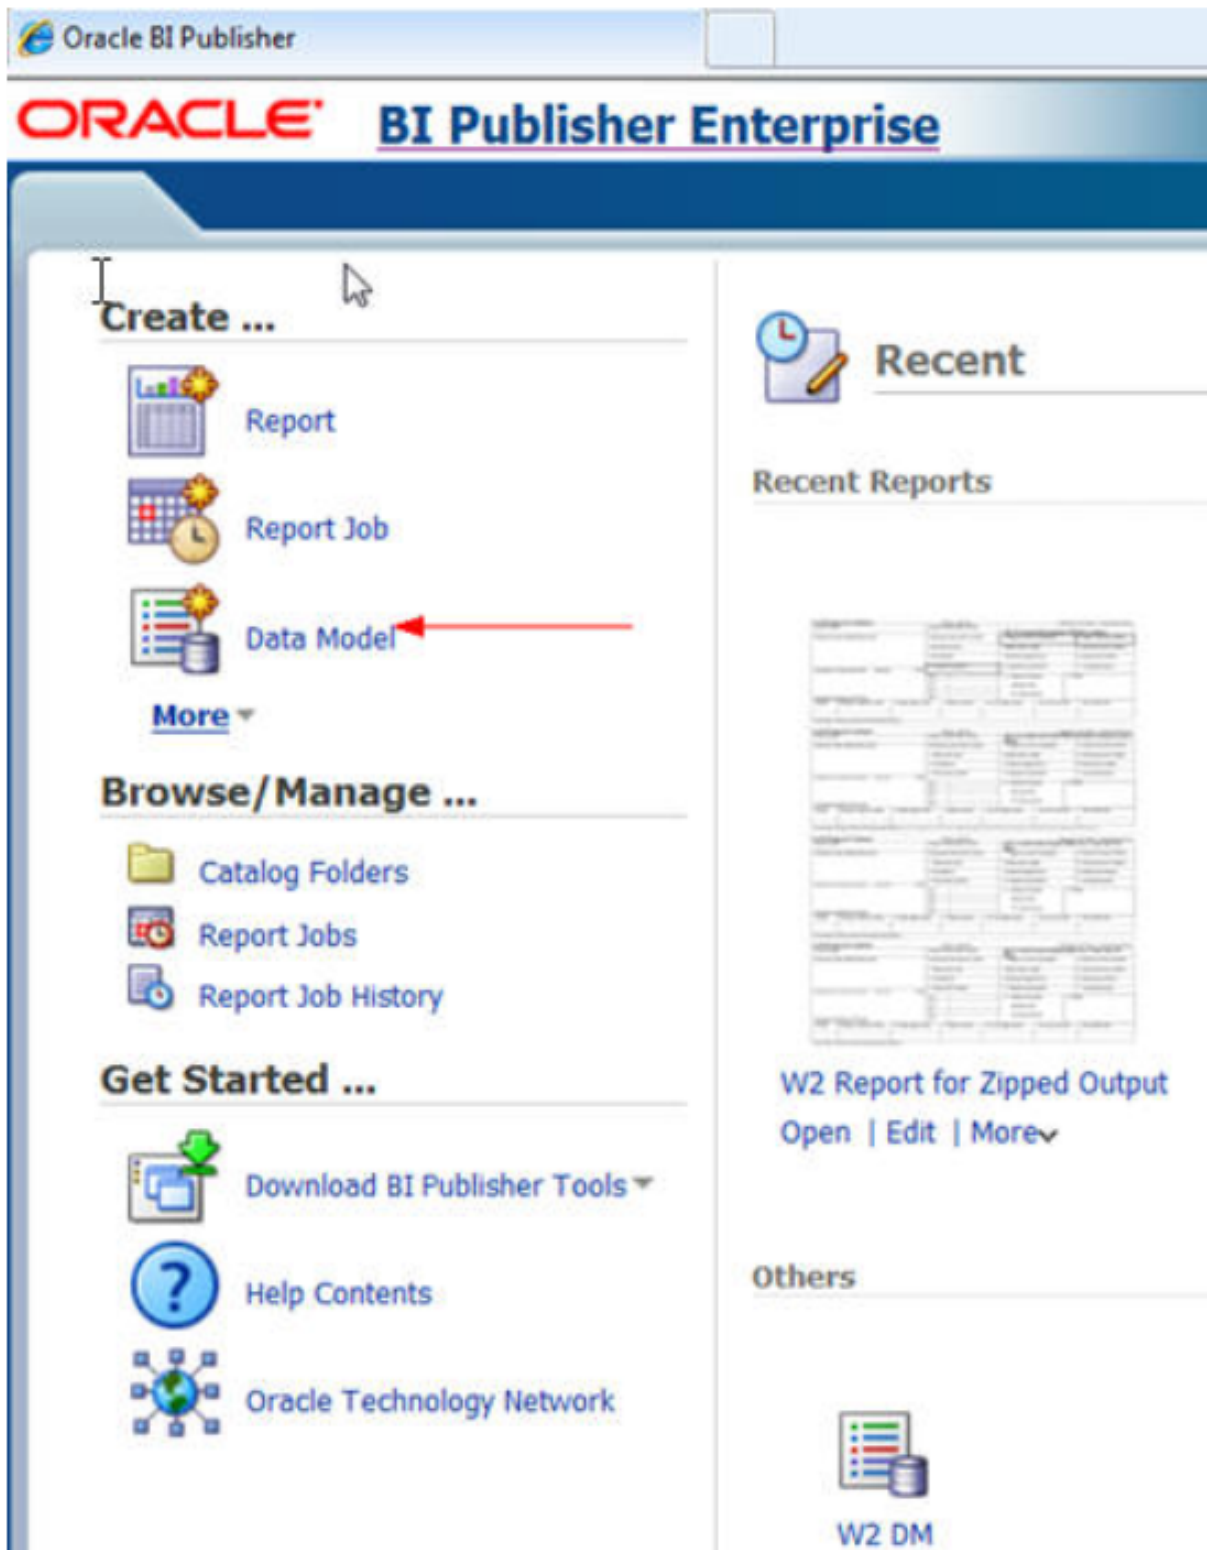 Oracle BI Publisher
ORACLE BI Publisher Enterprise
Create ...
Report
Report Job
Data Model
More
Browse/Manage ...
Catalog Folders
Report Jobs
Report Job History
Get Started ...
Download BI Publisher Tools
Help Contents
Oracle Technology Network
Recent
Recent Reports
W2 Report for Zipped Output
Open | Edit | More
Others
W2 DM